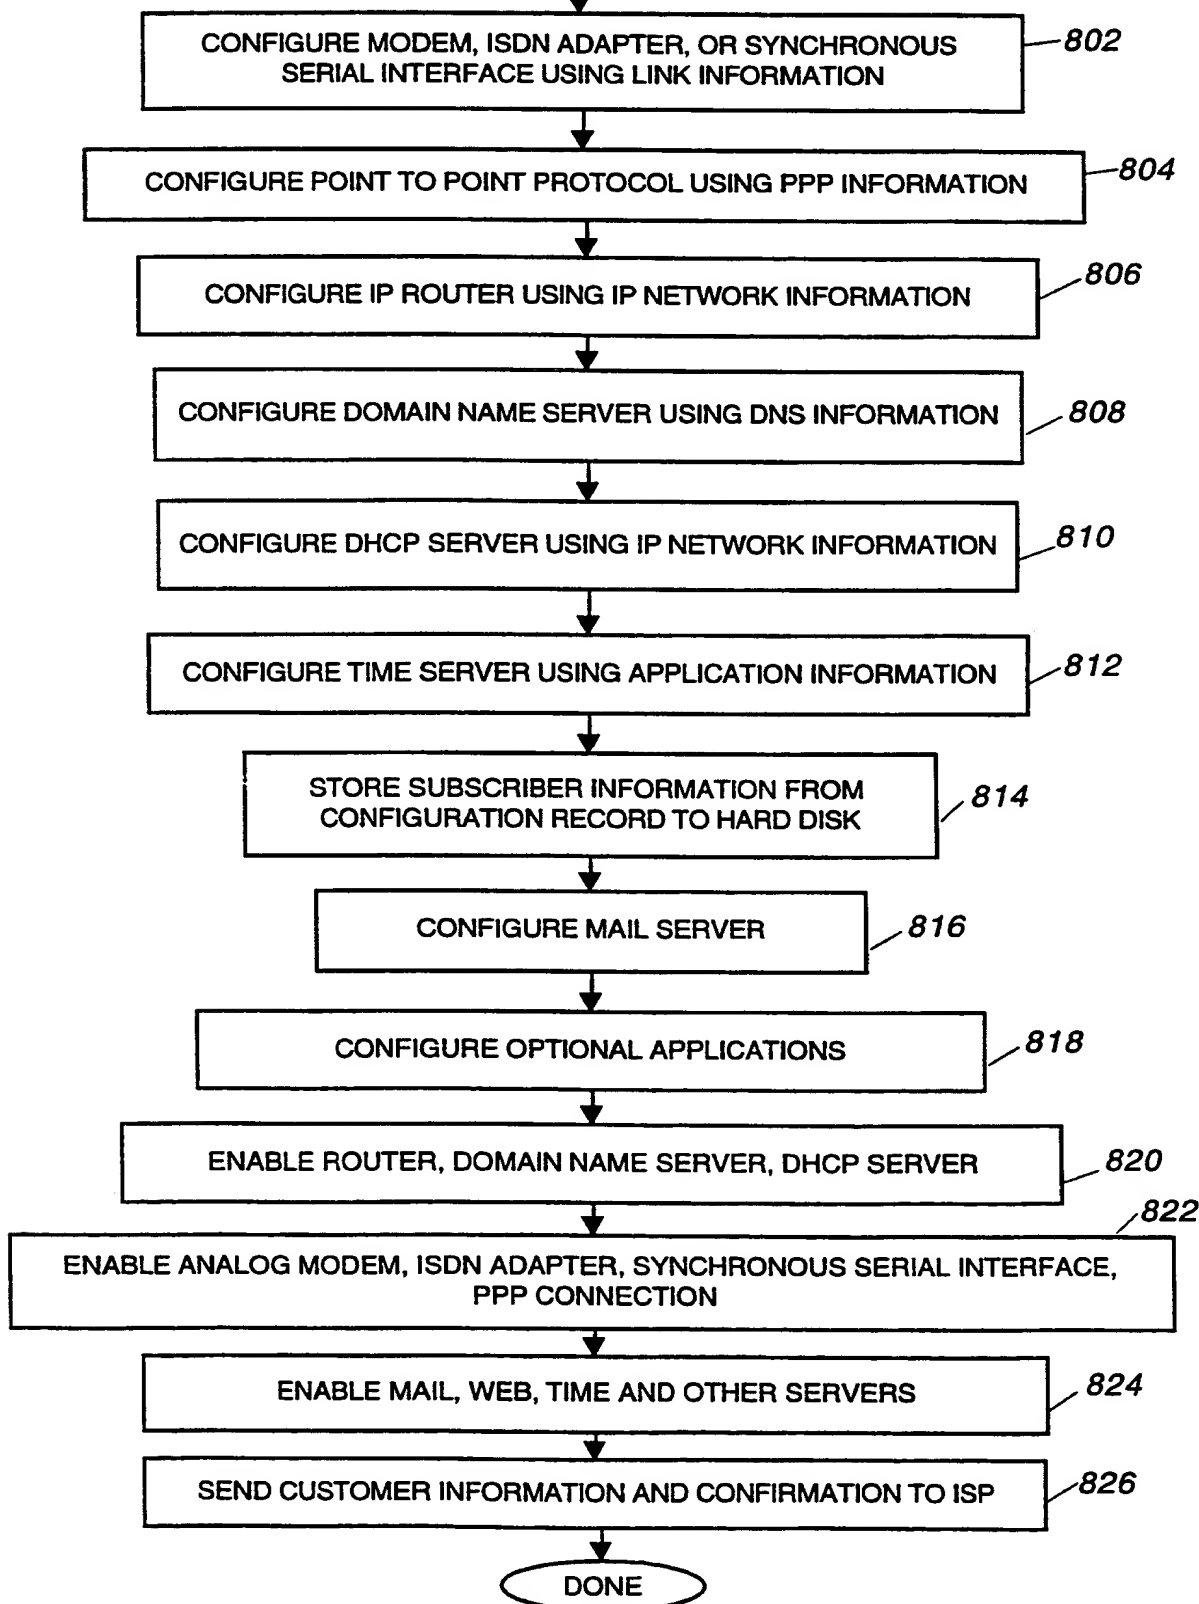 CONFIGURE MODEM, ISDN ADAPTER, OR SYNCHRONOUS
SERIAL INTERFACE USING LINK INFORMATION
802
CONFIGURE POINT TO POINT PROTOCOL USING PPP INFORMATION
804
CONFIGURE IP ROUTER USING IP NETWORK INFORMATION
806
CONFIGURE DOMAIN NAME SERVER USING DNS INFORMATION
808
CONFIGURE DHCP SERVER USING IP NETWORK INFORMATION
810
CONFIGURE TIME SERVER USING APPLICATION INFORMATION
812
STORE SUBSCRIBER INFORMATION FROM
CONFIGURATION RECORD TO HARD DISK
814
CONFIGURE MAIL SERVER
816
CONFIGURE OPTIONAL APPLICATIONS
818
ENABLE ROUTER, DOMAIN NAME SERVER, DHCP SERVER
820
822
ENABLE ANALOG MODEM, ISDN ADAPTER, SYNCHRONOUS SERIAL INTERFACE,
PPP CONNECTION
ENABLE MAIL, WEB, TIME AND OTHER SERVERS
824
SEND CUSTOMER INFORMATION AND CONFIRMATION TO ISP
826
DONE